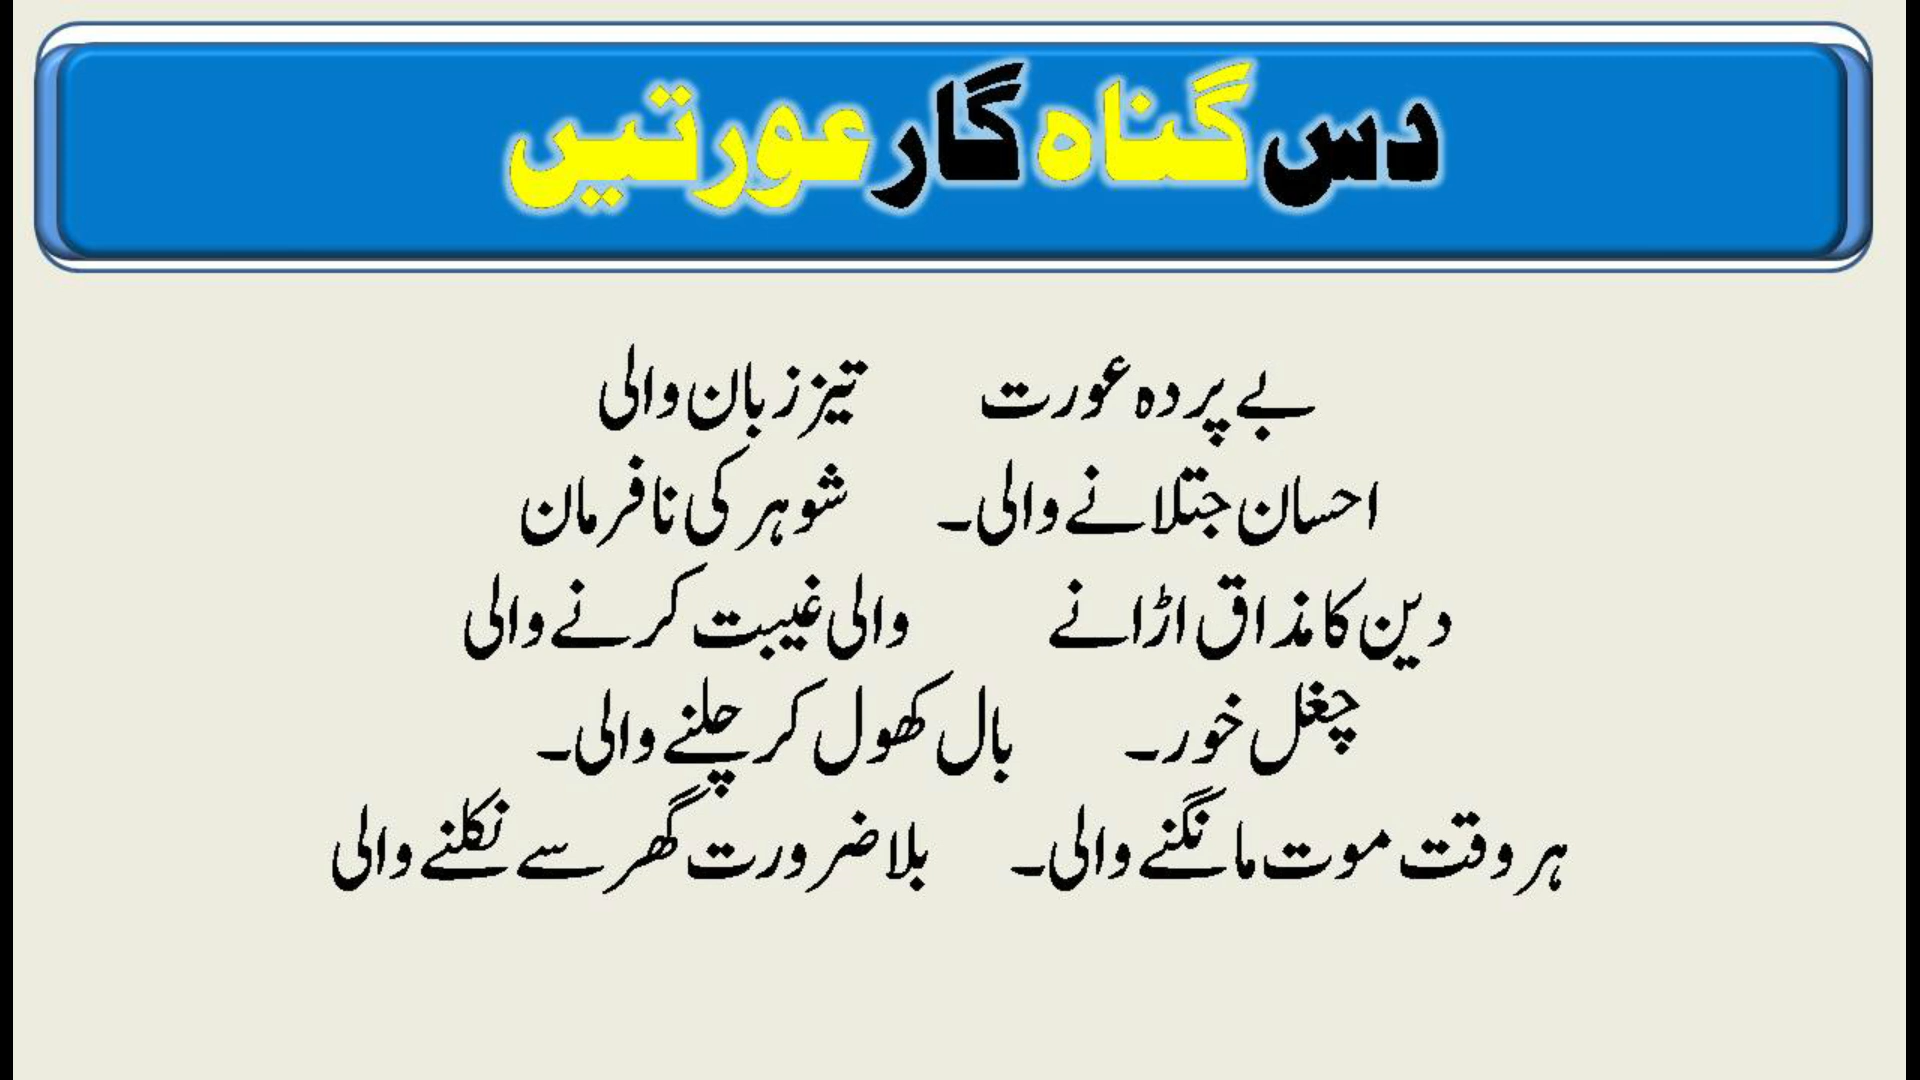 دس گناہ گار عورتیں
بے پردہ عورت تیز زبان والی
احسان جتلانے والی۔ شوہر کی نافرمان
دین کا مذاق اڑانے والی غیبت کرنے والی
چغل خور۔ بال کھول کر چلنے والی۔
ہر وقت موت مانگنے والی۔ بلا ضرورت گھر سے نکلنے والی